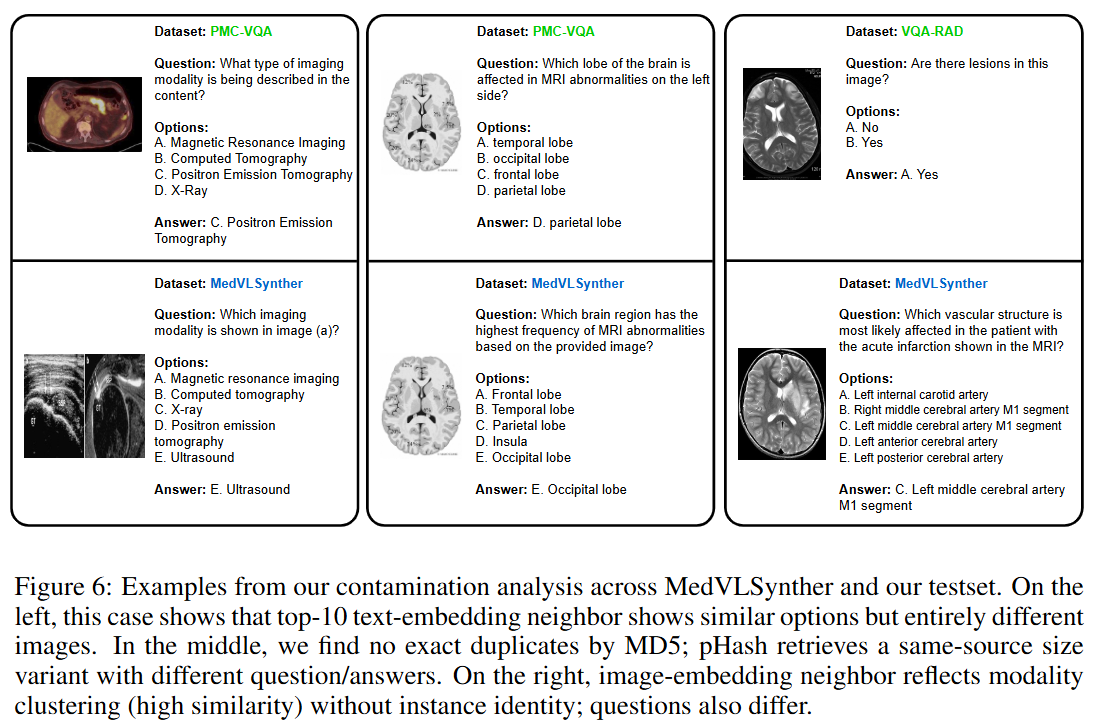 Dataset: PMC-VQA
Question: What type of imaging
modality is being described in the
content?
Options:
A. Magnetic Resonance Imaging
B. Computed Tomography
C. Positron Emission Tomography
D. X-Ray
Answer: C. Positron Emission
Tomography
Dataset: PMC-VQA
Question: Which lobe of the brain is
affected in MRI abnormalities on the left
side?
Options:
A. temporal lobe
B. occipital lobe
C. frontal lobe
D. parietal lobe
Answer: D. parietal lobe
Dataset: VQA-RAD
Question: Are there lesions in this
image?
Options:
A. No
B. Yes
Answer: A. Yes
Dataset: MedVLSynther
Question: Which imaging
modality is shown in image (a)?
Options:
A. Magnetic resonance imaging
B. Computed tomography
C. X-ray
D. Positron emission
tomography
E. Ultrasound
Answer: E. Ultrasound
Dataset: MedVLSynther
Question: Which brain region has the
highest frequency of MRI abnormalities
based on the provided image?
Options:
A. Frontal lobe
B. Temporal lobe
C. Parietal lobe
D. Insula
E. Occipital lobe
Answer: E. Occipital lobe
Dataset: MedVLSynther
Question: Which vascular structure is
most likely affected in the patient with
the acute infarction shown in the MRI?
Options:
A. Left internal carotid artery
B. Right middle cerebral artery M1 segment
C. Left middle cerebral artery M1 segment
D. Left anterior cerebral artery
E. Left posterior cerebral artery
Answer: C. Left middle cerebral artery
M1 segment
Figure 6: Examples from our contamination analysis across MedVLSynther and our testset. On the
left, this case shows that top-10 text-embedding neighbor shows similar options but entirely different
images. In the middle, we find no exact duplicates by MD5; pHash retrieves a same-source size
variant with different question/answers. On the right, image-embedding neighbor reflects modality
clustering (high similarity) without instance identity; questions also differ.